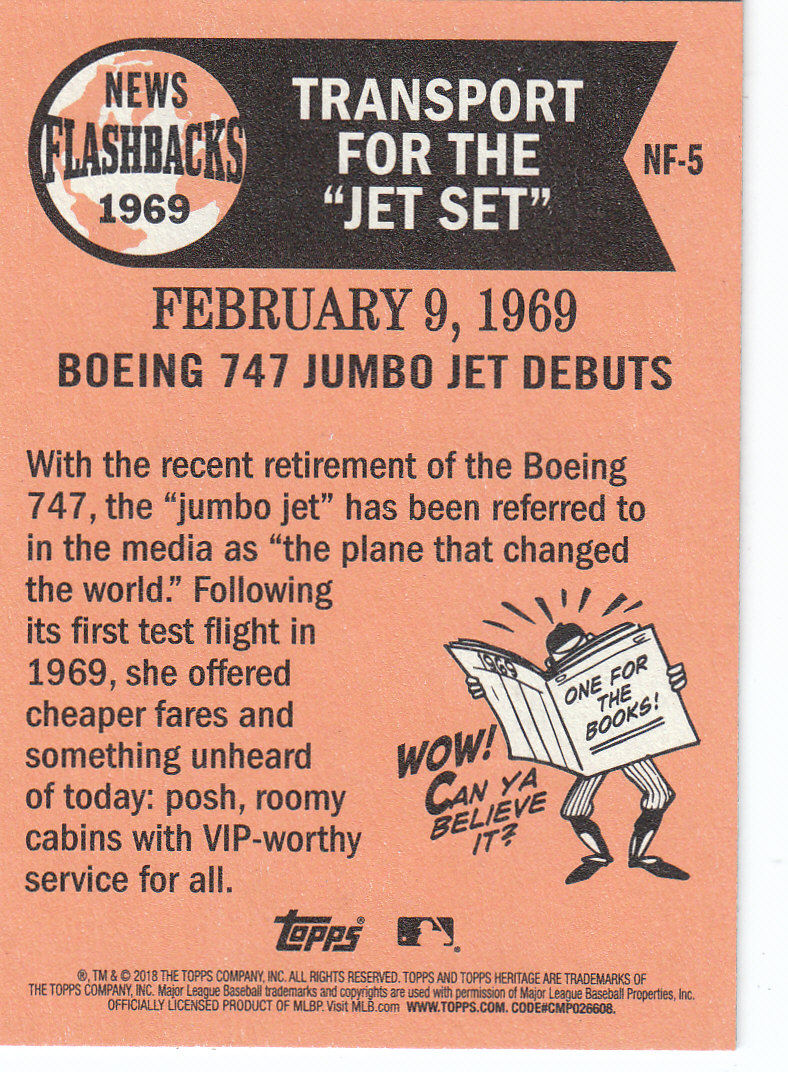 NEWS
FLASHBACKS
1969
TRANSPORT
FOR THE
“JET SET”
NF-5
FEBRUARY 9, 1969
BOEING 747 JUMBO JET DEBUTS
With the recent retirement of the Boeing
747, the “jumbo jet” has been referred to
in the media as “the plane that changed
the world.” Following
its first test flight in
1969, she offered
cheaper fares and
something unheard
of today: posh, roomy
cabins with VIP-worthy
service for all.
1969
ONE FOR
THE
BOOKS!
WOW!
CAN YA
BELIEVE
IT?
Topps®
®
®, TM & © 2018 THE TOPPS COMPANY, INC. ALL RIGHTS RESERVED. TOPPS AND TOPPS HERITAGE ARE TRADEMARKS OF
THE TOPPS COMPANY, INC. Major League Baseball trademarks and copyrights are used with permission of Major League Baseball Properties, Inc.
OFFICIALLY LICENSED PRODUCT OF MLBP. Visit MLB.com WWW.TOPPS.COM. CODE#CMP026608.